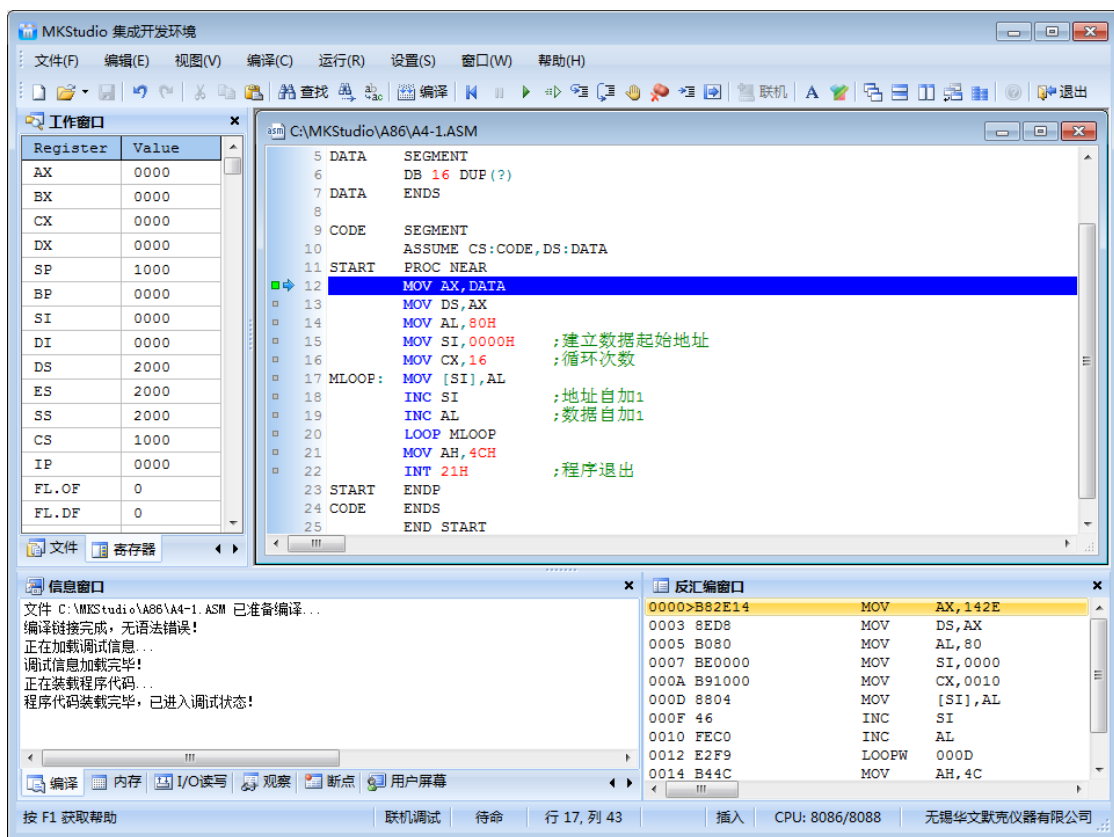 MKStudio 集成开发环境
文件(F) 编辑(E) 视图(V) 编译(C) 运行(R) 设置(S) 窗口(W) 帮助(H)
查找 编译 联机 A 退出
工作窗口
Register Value
AX 0000
BX 0000
CX 0000
DX 0000
SP 1000
BP 0000
SI 0000
DI 0000
DS 2000
ES 2000
SS 2000
CS 1000
IP 0000
FL.OF 0
FL.DF 0
文件 寄存器
asm C:\MKStudio\A86\A4-1.ASM
5 DATA SEGMENT
6 DB 16 DUP(?)
7 DATA ENDS
8
9 CODE SEGMENT
10 ASSUME CS:CODE,DS:DATA
11 START PROC NEAR
12 MOV AX,DATA
13 MOV DS,AX
14 MOV AL,80H
15 MOV SI,0000H ;建立数据起始地址
16 MOV CX,16 ;循环次数
17 MLOOP: MOV [SI],AL
18 INC SI ;地址自加1
19 INC AL ;数据自加1
20 LOOP MLOOP
21 MOV AH,4CH
22 INT 21H ;程序退出
23 START ENDP
24 CODE ENDS
25 END START
信息窗口
文件 C:\MKStudio\A86\A4-1.ASM 已准备编译...
编译链接完成，无语法错误!
正在加载调试信息...
调试信息加载完毕!
正在装载程序代码...
程序代码装载完毕，已进入调试状态!
编译 内存 I/O读写 观察 断点 用户屏幕
反汇编窗口
0000>B82E14 MOV AX,142E
0003 8ED8 MOV DS,AX
0005 B080 MOV AL,80
0007 BE0000 MOV SI,0000
000A B91000 MOV CX,0010
000D 8804 MOV [SI],AL
000F 46 INC SI
0010 FEC0 INC AL
0012 E2F9 LOOPW 000D
0014 B44C MOV AH,4C
按 F1 获取帮助 联机调试 待命 行 17, 列 43 插入 CPU: 8086/8088 无锡华文默克仪器有限公司